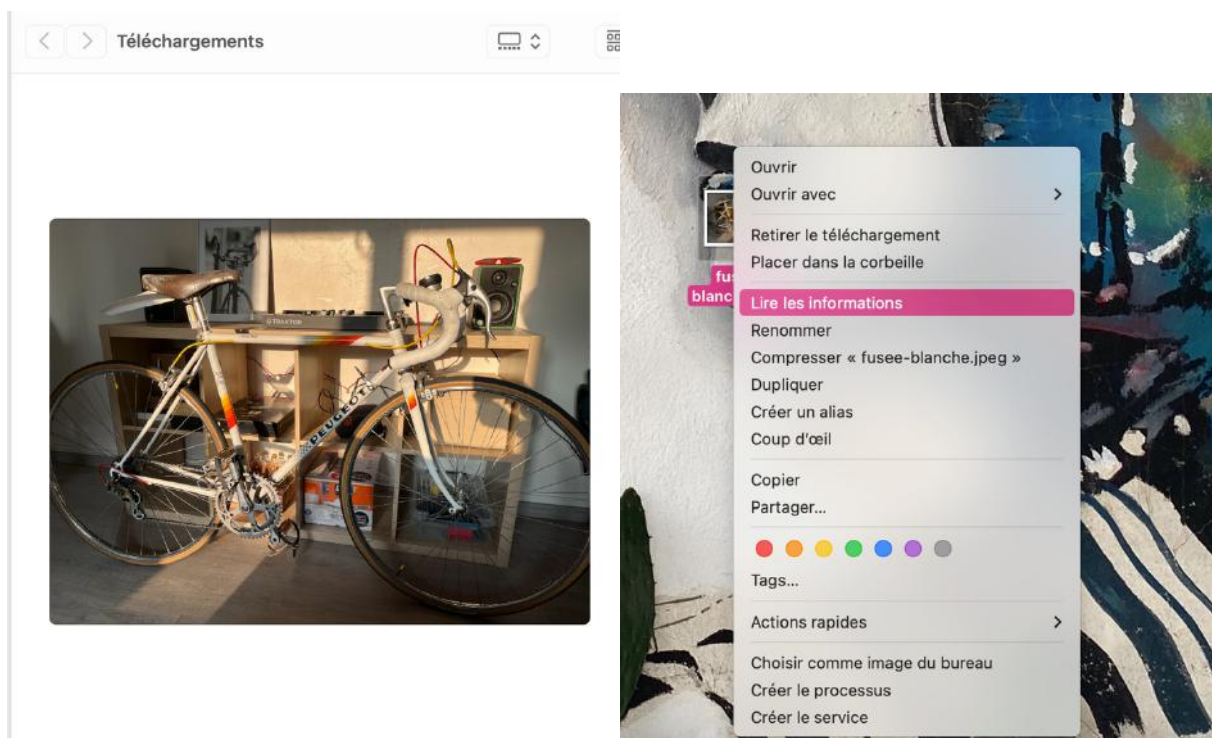 Téléchargements
TRAKTOR
PEUGEOT
Ouvrir
Ouvrir avec
Retirer le téléchargement
Placer dans la corbeille
Lire les informations
Renommer
Compresser « fusee-blanche.jpeg »
Dupliquer
Créer un alias
Coup d'œil
Copier
Partager...
Tags...
Actions rapides
Choisir comme image du bureau
Créer le processus
Créer le service